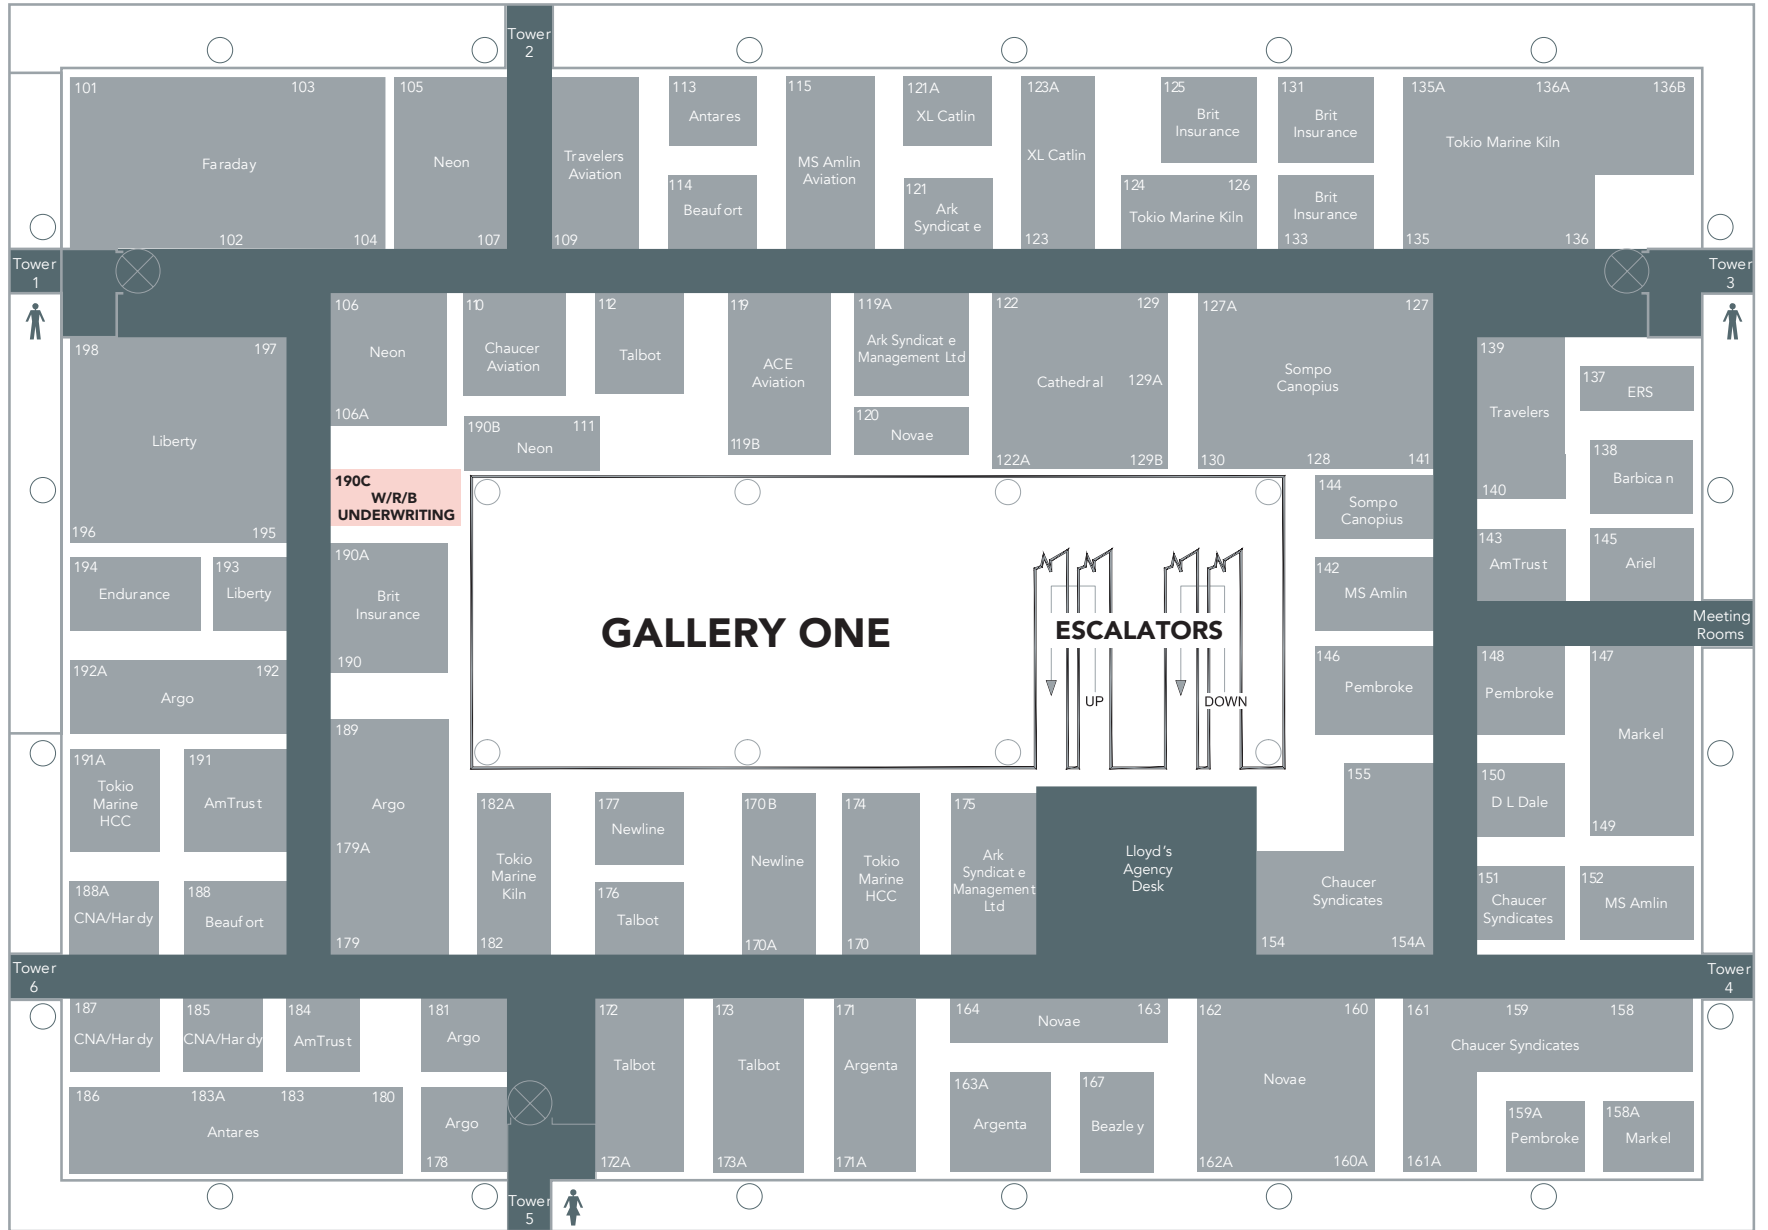 Tower
2
101
103
105
113
115
121A
123A
125
131
135A
136A
136B
Faraday
Neon
Travelers
Aviation
Antares
MS Amlin
Aviation
XL Catlin
XL Catlin
Brit
Insurance
Brit
Insurance
Tokio Marine Kiln
114
Beaufort
121
Ark
Syndicate
124
126
Tokio Marine Kiln
Brit
Insurance
102
104
107
109
123
133
135
136
Tower
1
Tower
3
106
Neon
106A
110
Chaucer
Aviation
112
Talbot
119
ACE
Aviation
119B
119A
Ark Syndicate
Management Ltd
120
Novae
122
129
Cathedral
129A
122A
129B
127A
127
Sompo
Canopius
130
128
141
198
197
Liberty
196
195
190B
111
Neon
190C
W/R/B
UNDERWRITING
139
Travelers
140
137
ERS
138
Barbican
144
Sompo
Canopius
143
AmTrust
145
Ariel
194
Endurance
193
Liberty
190A
Brit
Insurance
190
142
MS Amlin
GALLERY ONE
ESCALATORS
UP
DOWN
Meeting
Rooms
192A
192
Argo
146
Pembroke
148
Pembroke
147
Markel
149
191A
Tokio
Marine
HCC
191
AmTrust
189
Argo
179A
179
182A
Tokio
Marine
Kiln
182
177
Newline
176
Talbot
170B
Newline
170A
174
Tokio
Marine
HCC
170
175
Ark
Syndicate
Management
Ltd
Lloyd's
Agency
Desk
155
Chaucer
Syndicates
154
154A
150
D L Dale
151
Chaucer
Syndicates
152
MS Amlin
188A
CNA/Hardy
188
Beaufort
Tower
6
Tower
4
187
CNA/Hardy
185
CNA/Hardy
184
AmTrust
181
Argo
172
Talbot
172A
173
Talbot
173A
171
Argenta
171A
164
163
Novae
163A
Argenta
167
Beazley
162
160
Novae
162A
160A
161
159
158
Chaucer Syndicates
161A
159A
Pembroke
158A
Markel
186
183A
183
180
Antares
Argo
178
Tower
5